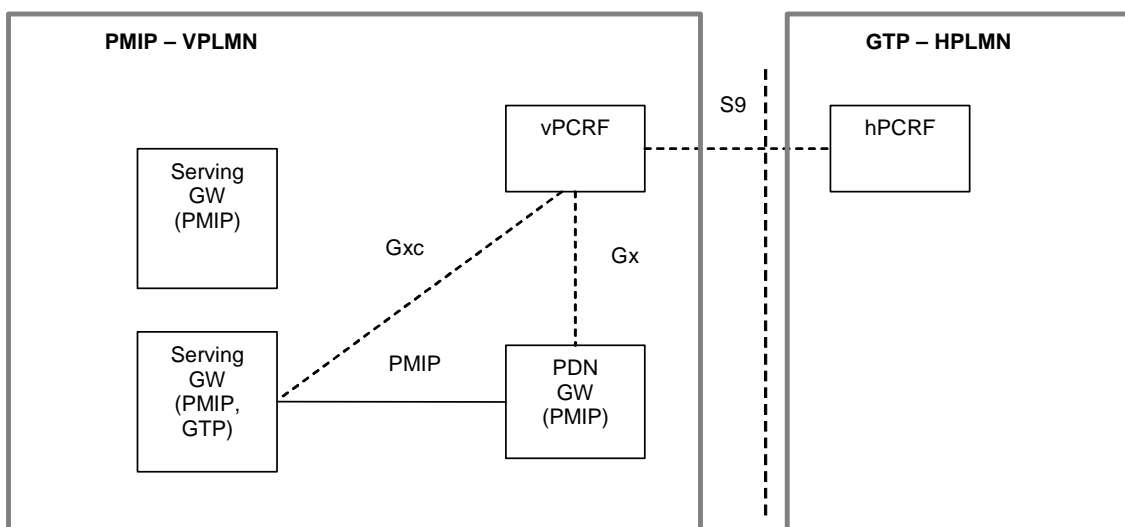 PMIP – VPLMN
GTP – HPLMN
S9
vPCRF
hPCRF
Serving
GW
(PMIP)
Gxc
Gx
Serving
GW
(PMIP,
GTP)
PMIP
PDN
GW
(PMIP)